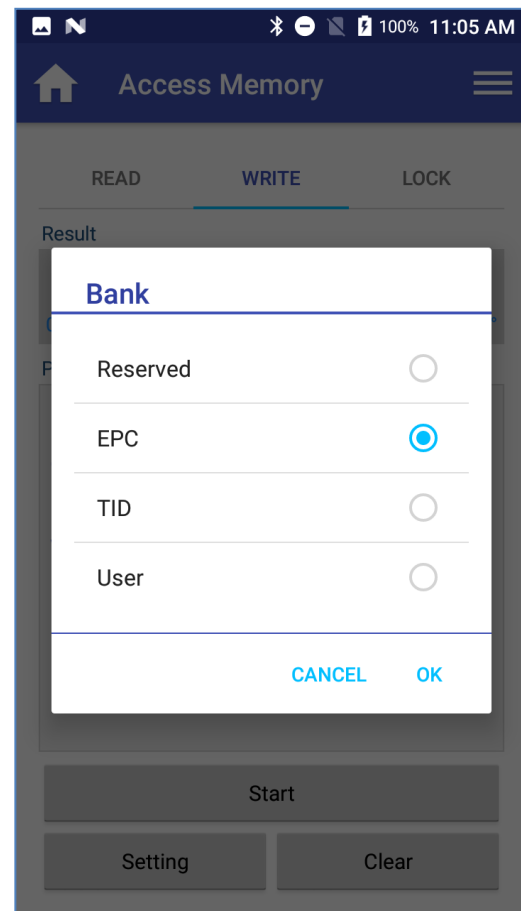 100% 11:05 AM
Access Memory
READ WRITE LOCK
Result
Bank
Reserved
EPC
TID
User
CANCEL OK
Start
Setting Clear